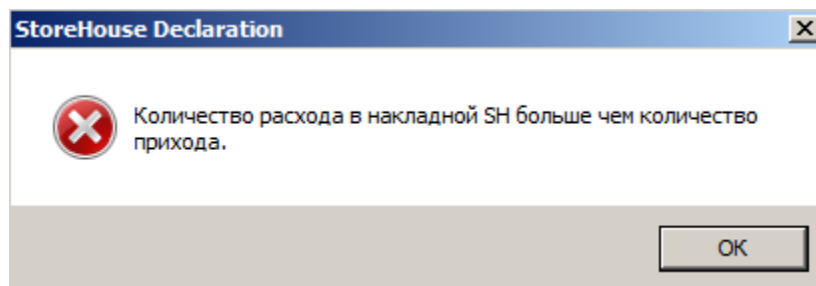 StoreHouse Declaration
Количество расхода в накладной SH больше чем количество
прихода.
OK